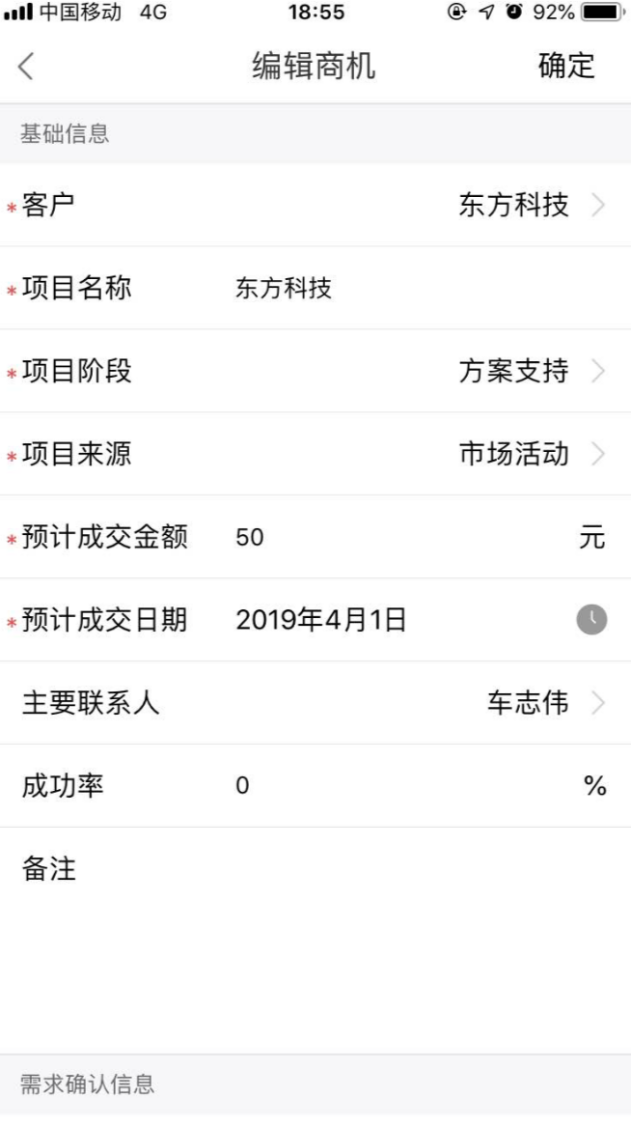 中国移动 4G 18:55 92%
编辑商机 确定
基础信息
*客户 东方科技
*项目名称 东方科技
*项目阶段 方案支持
*项目来源 市场活动
*预计成交金额 50 元
*预计成交日期 2019年4月1日
主要联系人 车志伟
成功率 0 %
备注
需求确认信息